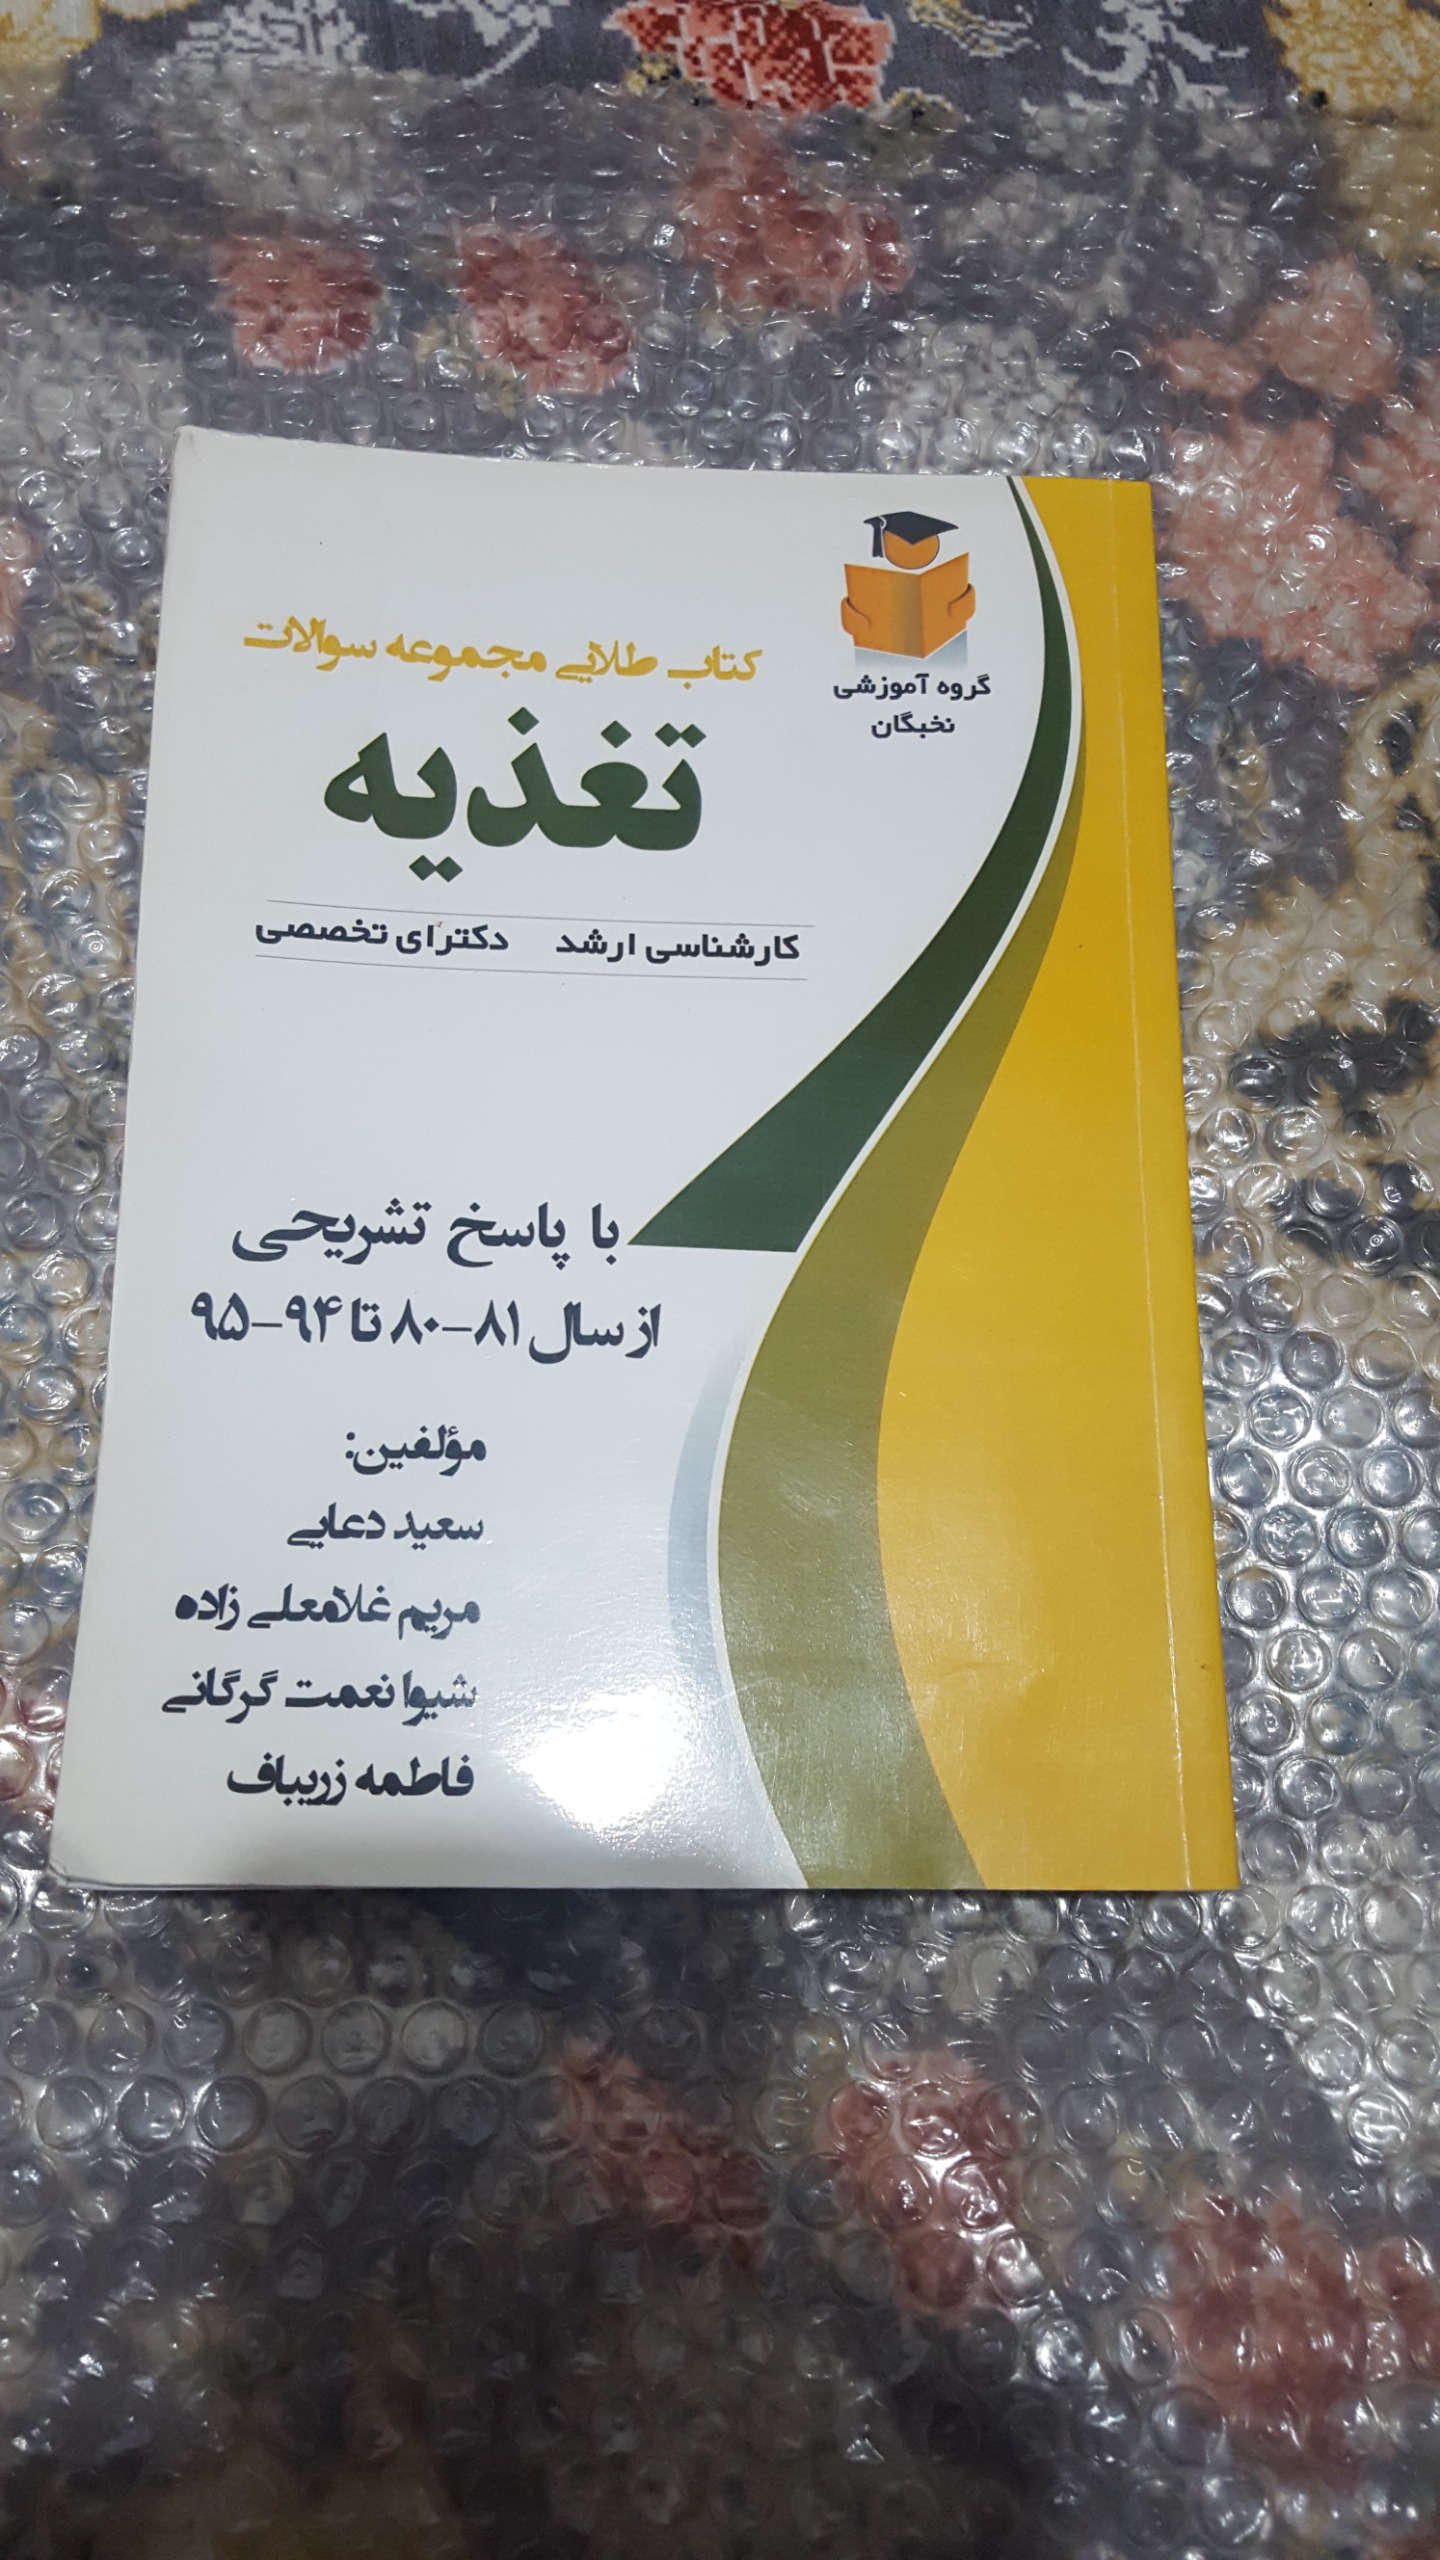 گروه آموزشی
نخبگان
کتاب طلایی مجموعه سوالات
تغذیه
کارشناسی ارشد دکترای تخصصی
با پاسخ تشریحی
از سال ۸۱-۸۰ تا ۹۴-۹۵
مؤلفین:
سعید دعایی
مریم غلامعلی زاده
شیوا نعمت گرگانی
فاطمه زریباف